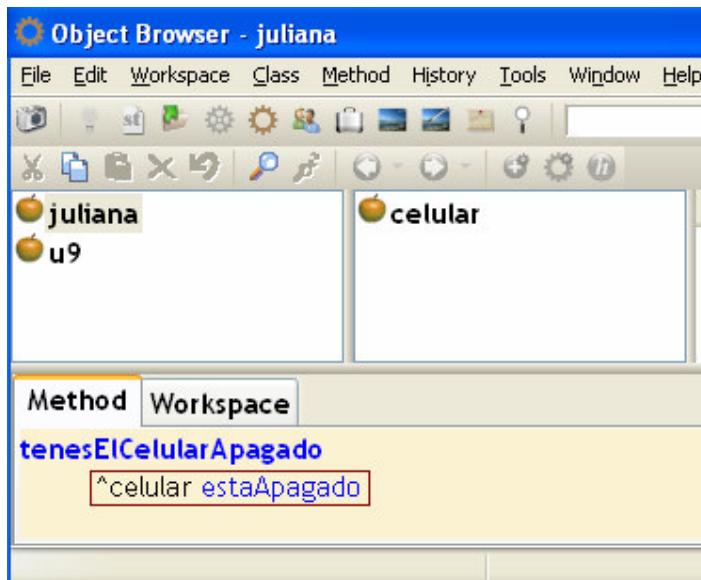 Object Browser - juliana
File Edit Workspace Class Method History Tools Window Help
st
juliana
u9
celular
Method Workspace
tenesElCelularApagado
^celular estaApagado